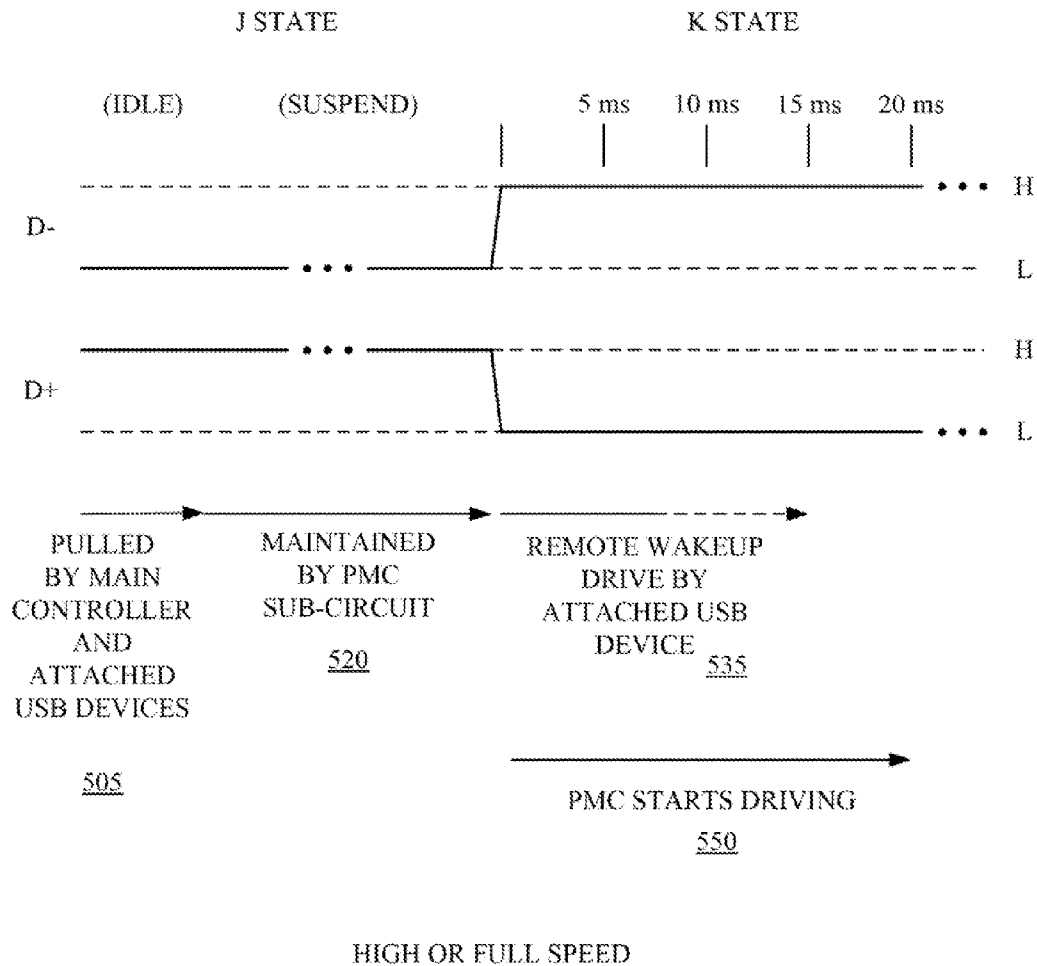 J STATE
K STATE
(IDLE)
(SUSPEND)
5 ms
10 ms
15 ms
20 ms
H
D-
L
H
D+
L
PULLED
BY MAIN
CONTROLLER
AND
ATTACHED
USB DEVICES
505
MAINTAINED
BY PMC
SUB-CIRCUIT
520
REMOTE WAKEUP
DRIVE BY
ATTACHED USB
DEVICE
535
PMC STARTS DRIVING
550
HIGH OR FULL SPEED